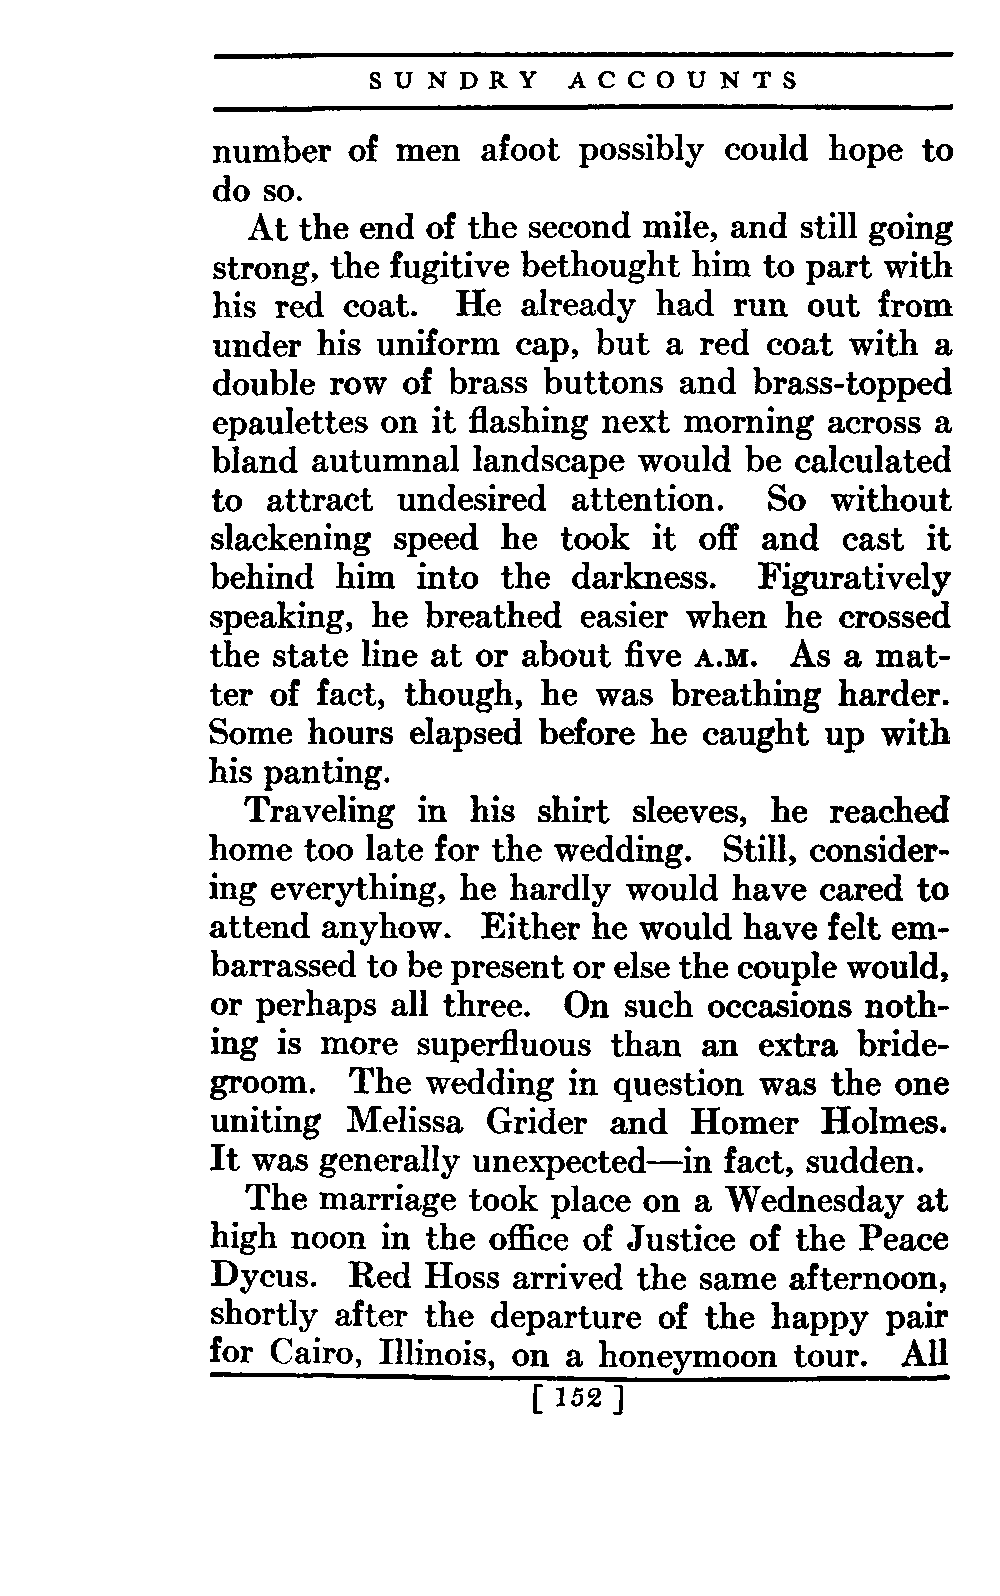 SUNDRY ACCOUNTS
number of men afoot possibly could hope to
do so.
At the end of the second mile, and still going
strong, the fugitive bethought him to part with
his red coat. He already had run out from
under his uniform cap, but a red coat with a
double row of brass buttons and brass-topped
epaulettes on it flashing next morning across a
bland autumnal landscape would be calculated
to attract undesired attention. So without
slackening speed he took it off and cast it
behind him into the darkness. Figuratively
speaking, he breathed easier when he crossed
the state line at or about five A.M. As a mat-
ter of fact, though, he was breathing harder.
Some hours elapsed before he caught up with
his panting.
Traveling in his shirt sleeves, he reached
home too late for the wedding. Still, consider-
ing everything, he hardly would have cared to
attend anyhow. Either he would have felt em-
barrassed to be present or else the couple would,
or perhaps all three. On such occasions noth-
ing is more superfluous than an extra bride-
groom. The wedding in question was the one
uniting Melissa Grider and Homer Holmes.
It was generally unexpected—in fact, sudden.
The marriage took place on a Wednesday at
high noon in the office of Justice of the Peace
Dycus. Red Hoss arrived the same afternoon,
shortly after the departure of the happy pair
for Cairo, Illinois, on a honeymoon tour. All
[ 152 ]